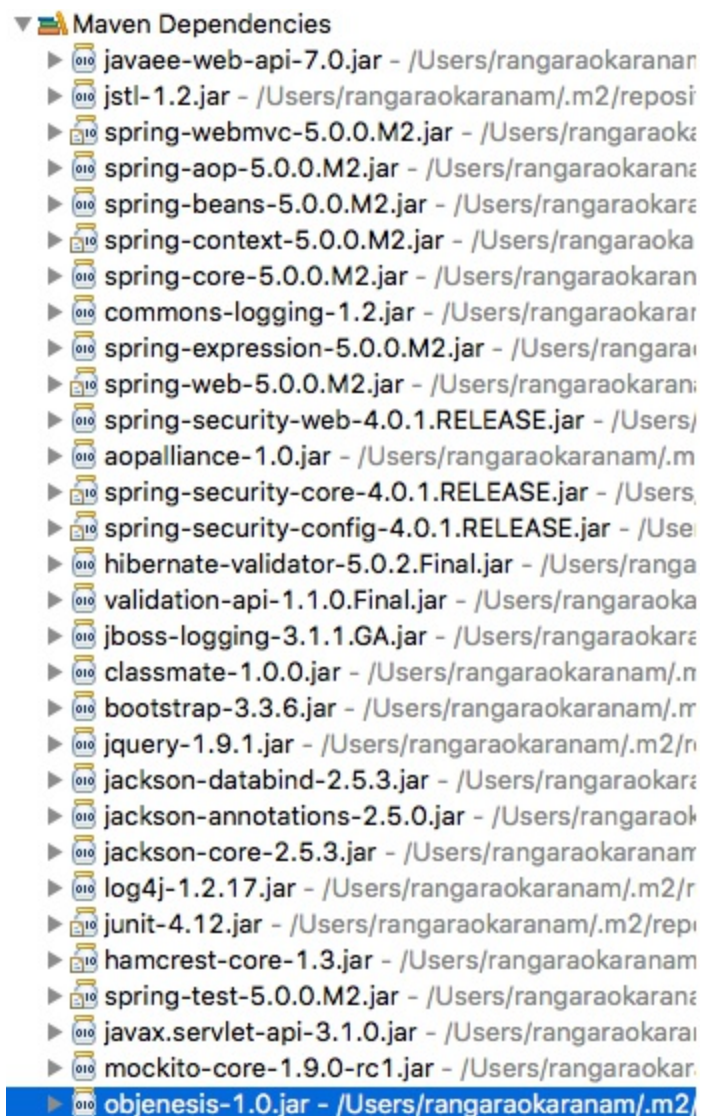 Maven Dependencies
javaee-web-api-7.0.jar - /Users/rangaraokaranan
jstl-1.2.jar - /Users/rangaraokaranam/.m2/reposi
spring-webmvc-5.0.0.M2.jar - /Users/rangaraoka
spring-aop-5.0.0.M2.jar - /Users/rangaraokarana
spring-beans-5.0.0.M2.jar - /Users/rangaraokara
spring-context-5.0.0.M2.jar - /Users/rangaraoka
spring-core-5.0.0.M2.jar - /Users/rangaraokaran
commons-logging-1.2.jar - /Users/rangaraokarar
spring-expression-5.0.0.M2.jar - /Users/rangara
spring-web-5.0.0.M2.jar - /Users/rangaraokaran
spring-security-web-4.0.1.RELEASE.jar - /Users/
aopalliance-1.0.jar - /Users/rangaraokaranam/.m
spring-security-core-4.0.1.RELEASE.jar - /Users
spring-security-config-4.0.1.RELEASE.jar - /Use
hibernate-validator-5.0.2.Final.jar - /Users/ranga
validation-api-1.1.0.Final.jar - /Users/rangaraoka
jboss-logging-3.1.1.GA.jar - /Users/rangaraokara
classmate-1.0.0.jar - /Users/rangaraokaranam/.m
bootstrap-3.3.6.jar - /Users/rangaraokaranam/.m
jquery-1.9.1.jar - /Users/rangaraokaranam/.m2/r
jackson-databind-2.5.3.jar - /Users/rangaraokara
jackson-annotations-2.5.0.jar - /Users/rangaraok
jackson-core-2.5.3.jar - /Users/rangaraokaranam
log4j-1.2.17.jar - /Users/rangaraokaranam/.m2/r
junit-4.12.jar - /Users/rangaraokaranam/.m2/rep
hamcrest-core-1.3.jar - /Users/rangaraokaranam
spring-test-5.0.0.M2.jar - /Users/rangaraokarana
javax.servlet-api-3.1.0.jar - /Users/rangaraokara
mockito-core-1.9.0-rc1.jar - /Users/rangaraokar
objenesis-1.0.jar - /Users/rangaraokaranam/.m2/